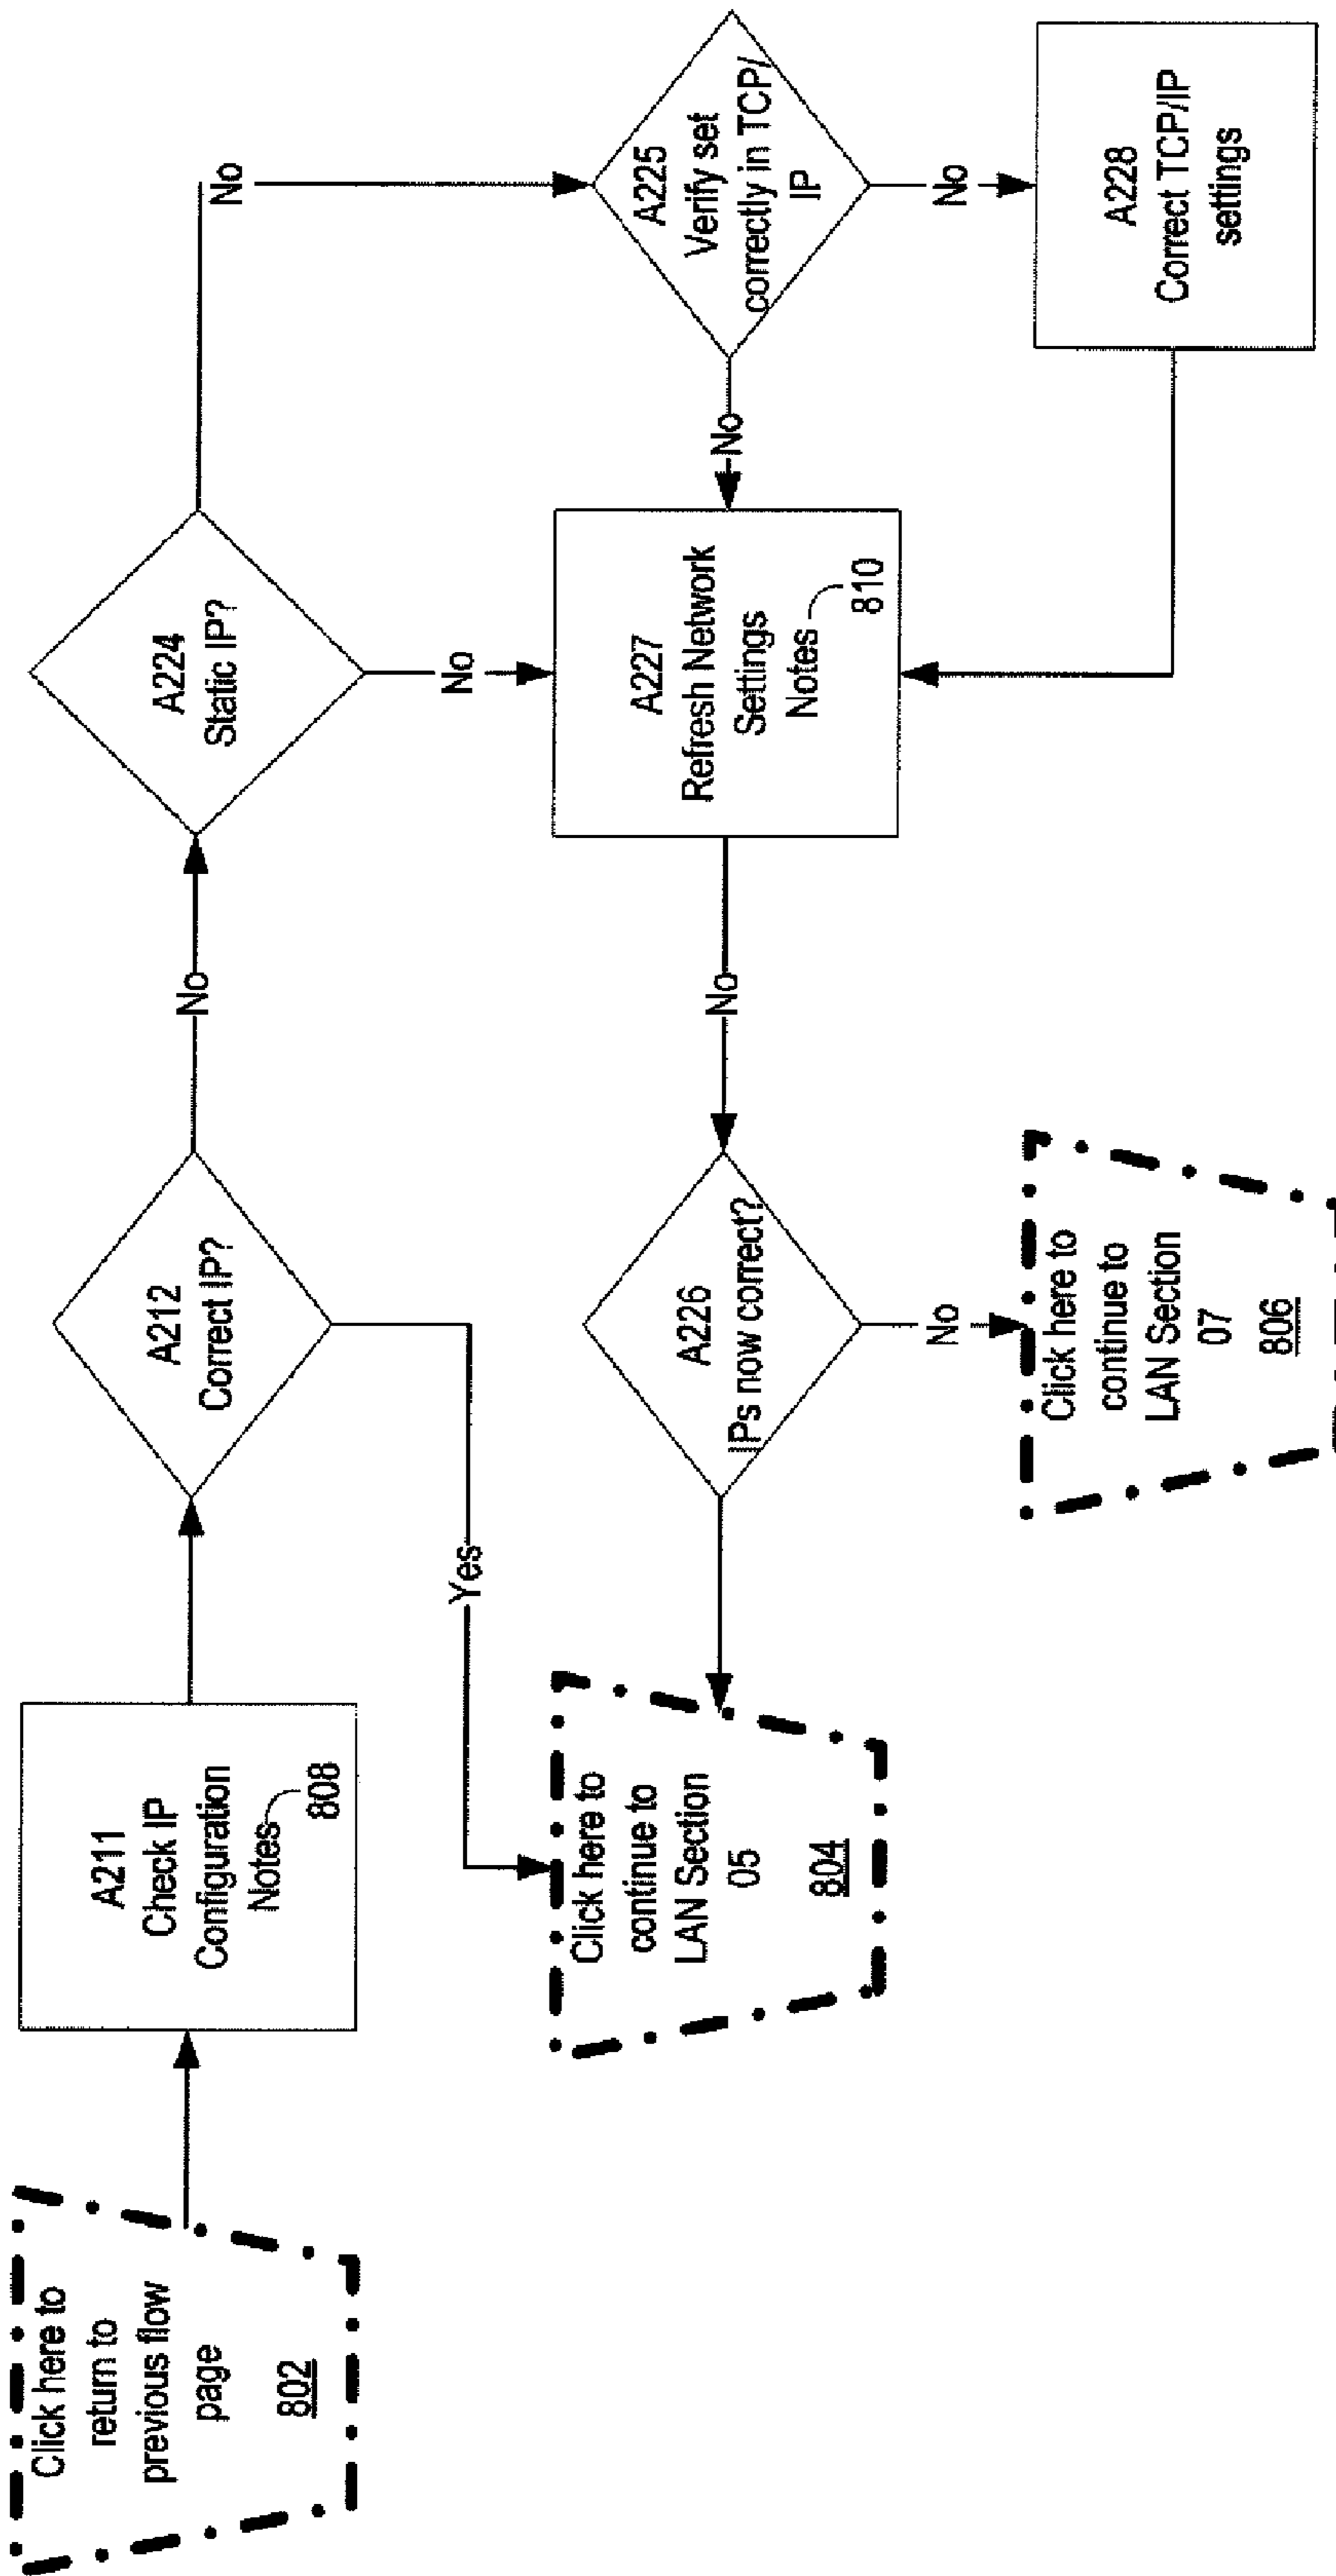 Click here to
return to
previous flow
page
802
A211
Check IP
Configuration
Notes
808
A212
Correct IP?
No
A224
Static IP?
No
Yes
No
Click here to
continue to
LAN Section
05
804
A226
IPs now correct?
No
A227
Refresh Network
Settings
Notes
810
No
A225
Verify set
correctly in TCP/
IP
No
No
Click here to
continue to
LAN Section
07
806
A228
Correct TCP/IP
settings